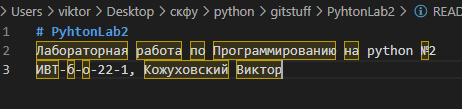 Users > viktor > Desktop > скфу > python > gitstuff > PyhtonLab2 > READ
1 # PyhtonLab2
2 Лабораторная работа по Программированию на python №2
3 ИВТ-б-о-22-1, Кожуховский Виктор